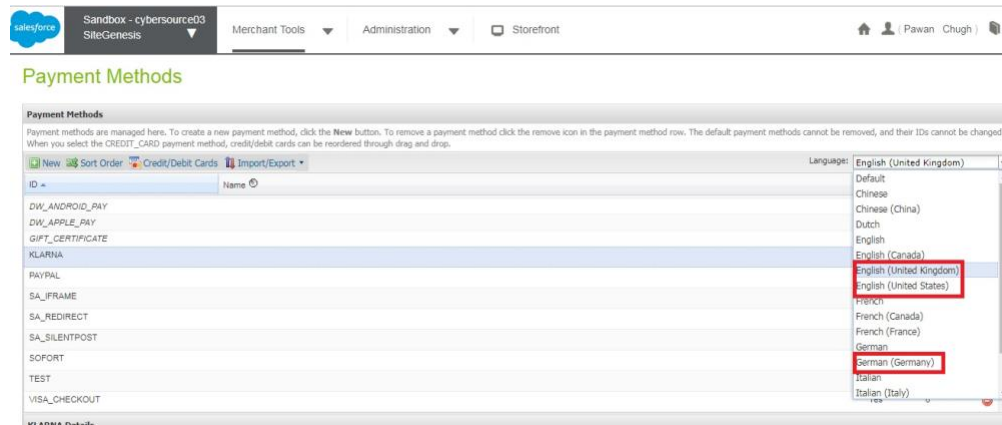 salesforce
Sandbox - cybersource03
SiteGenesis
Merchant Tools
Administration
Storefront
( Pawan Chugh )
Payment Methods
Payment Methods
Payment methods are managed here. To create a new payment method, click the New button. To remove a payment method click the remove icon in the payment method row. The default payment methods cannot be removed, and their IDs cannot be changed
When you select the CREDIT_CARD payment method, credit/debit cards can be reordered through drag and drop.
New Sort Order Credit/Debit Cards Import/Export
Language: English (United Kingdom)
ID Name
DW_ANDROID_PAY
DW_APPLE_PAY
GIFT_CERTIFICATE
KLARNA
PAYPAL
SA_IFRAME
SA_REDIRECT
SA_SILENTPOST
SOFORT
TEST
VISA_CHECKOUT
Default
Chinese
Chinese (China)
Dutch
English
English (Canada)
English (United Kingdom)
English (United States)
French
French (Canada)
French (France)
German
German (Germany)
Italian
Italian (Italy)
Yes
KLARNA Details